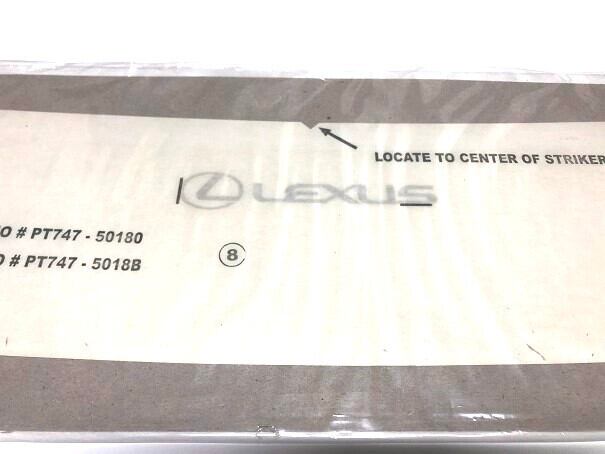 LOCATE TO CENTER OF STRIKER
LEXUS
O # PT747 - 50180
O # PT747 - 5018B
8